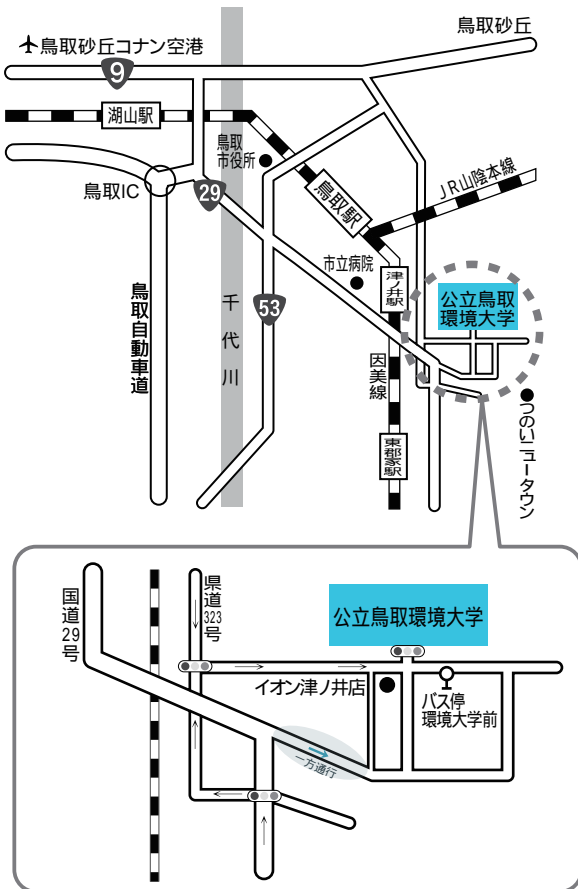 鳥取砂丘コナン空港
鳥取砂丘
9
湖山駅
鳥取
市役所
鳥取IC
29
鳥取駅
JR山陰本線
市立病院
津ノ井駅
公立鳥取
環境大学
53
鳥取自動車道
千代川
因美線
東郡家駅
つのいニュータウン
国道29号
県道323号
公立鳥取環境大学
イオン津ノ井店
バス停
環境大学前
一方通行